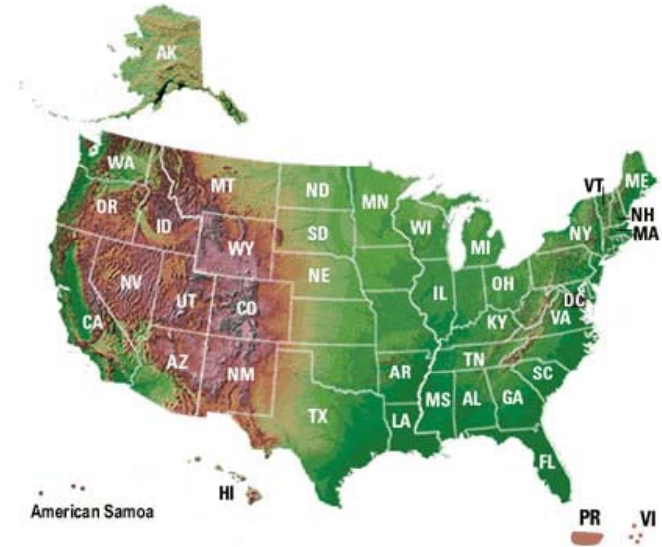 AK
WA
MT
ND
MN
VT
ME
OR
ID
SD
WI
NH
MI
NY
MA
WY
NE
NV
UT
CO
IL
OH
DC
CA
KY
VA
AZ
NM
AR
TN
SC
TX
MS
AL
GA
LA
FL
HI
American Samoa
PR
VI